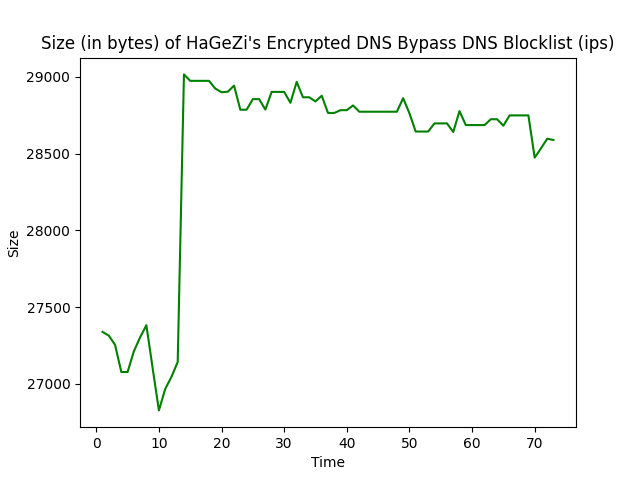 Size (in bytes) of HaGeZi's Encrypted DNS Bypass DNS Blocklist (ips)
29000
28500
28000
27500
27000
Size
0 10 20 30 40 50 60 70
Time